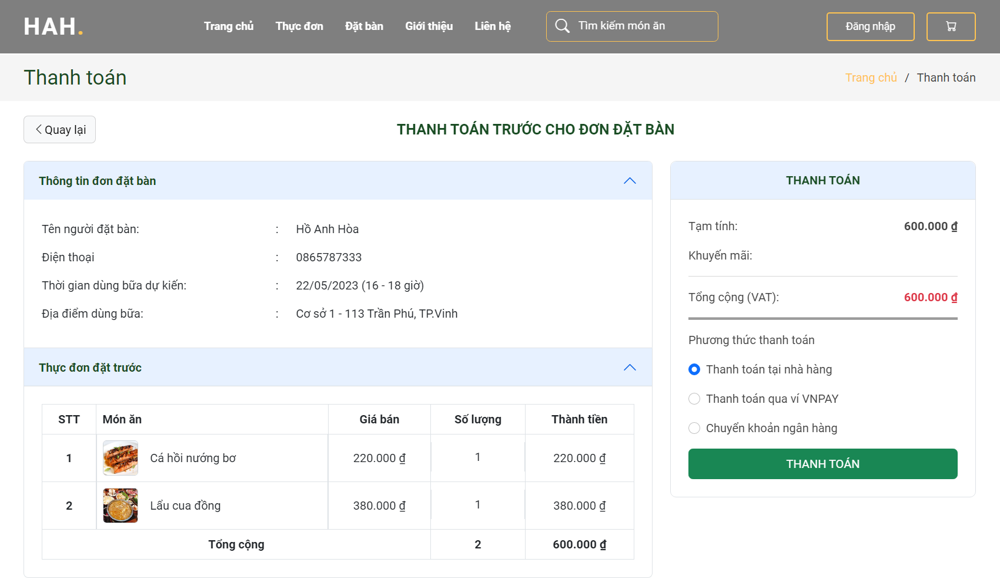 HAH.
Trang chủ Thực đơn Đặt bàn Giới thiệu Liên hệ
Tìm kiếm món ăn
Đăng nhập
Thanh toán
Trang chủ / Thanh toán
Quay lại
THANH TOÁN TRƯỚC CHO ĐƠN ĐẶT BÀN
Thông tin đơn đặt bàn
Tên người đặt bàn: : Hồ Anh Hòa
Điện thoại : 0865787333
Thời gian dùng bữa dự kiến: : 22/05/2023 (16 - 18 giờ)
Địa điểm dùng bữa: : Cơ sở 1 - 113 Trần Phú, TP.Vinh
Thực đơn đặt trước
STT Món ăn Giá bán Số lượng Thành tiền
1 Cá hồi nướng bơ 220.000 ₫ 1 220.000 ₫
2 Lẩu cua đồng 380.000 ₫ 1 380.000 ₫
Tổng cộng 2 600.000 ₫
THANH TOÁN
Tạm tính: 600.000 ₫
Khuyến mãi:
Tổng cộng (VAT): 600.000 ₫
Phương thức thanh toán
Thanh toán tại nhà hàng
Thanh toán qua ví VNPAY
Chuyển khoản ngân hàng
THANH TOÁN